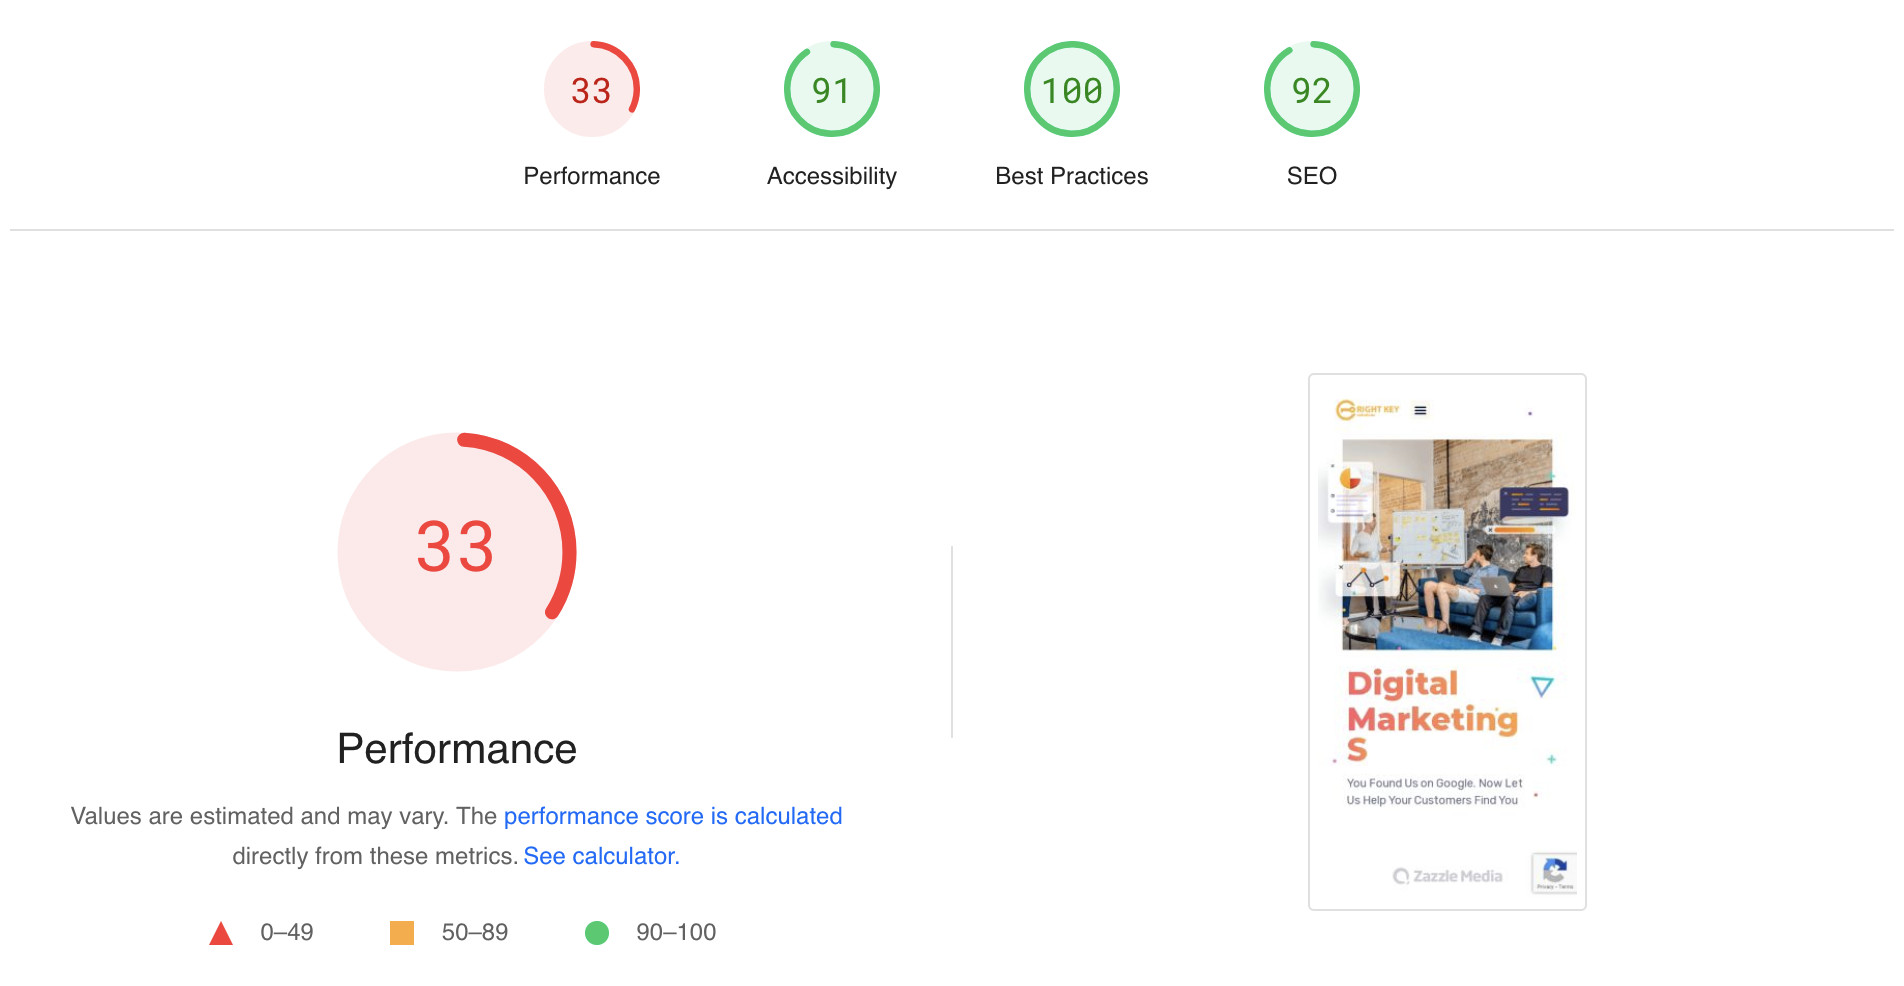 33
91
100
92
Performance
Accessibility
Best Practices
SEO
33
Performance
Values are estimated and may vary. The performance score is calculated
directly from these metrics. See calculator.
0–49
50–89
90–100
RIGHT KEY
Digital
Marketing
S
You Found Us on Google. Now Let
Us Help Your Customers Find You
Zazzle Media
Privacy - Terms